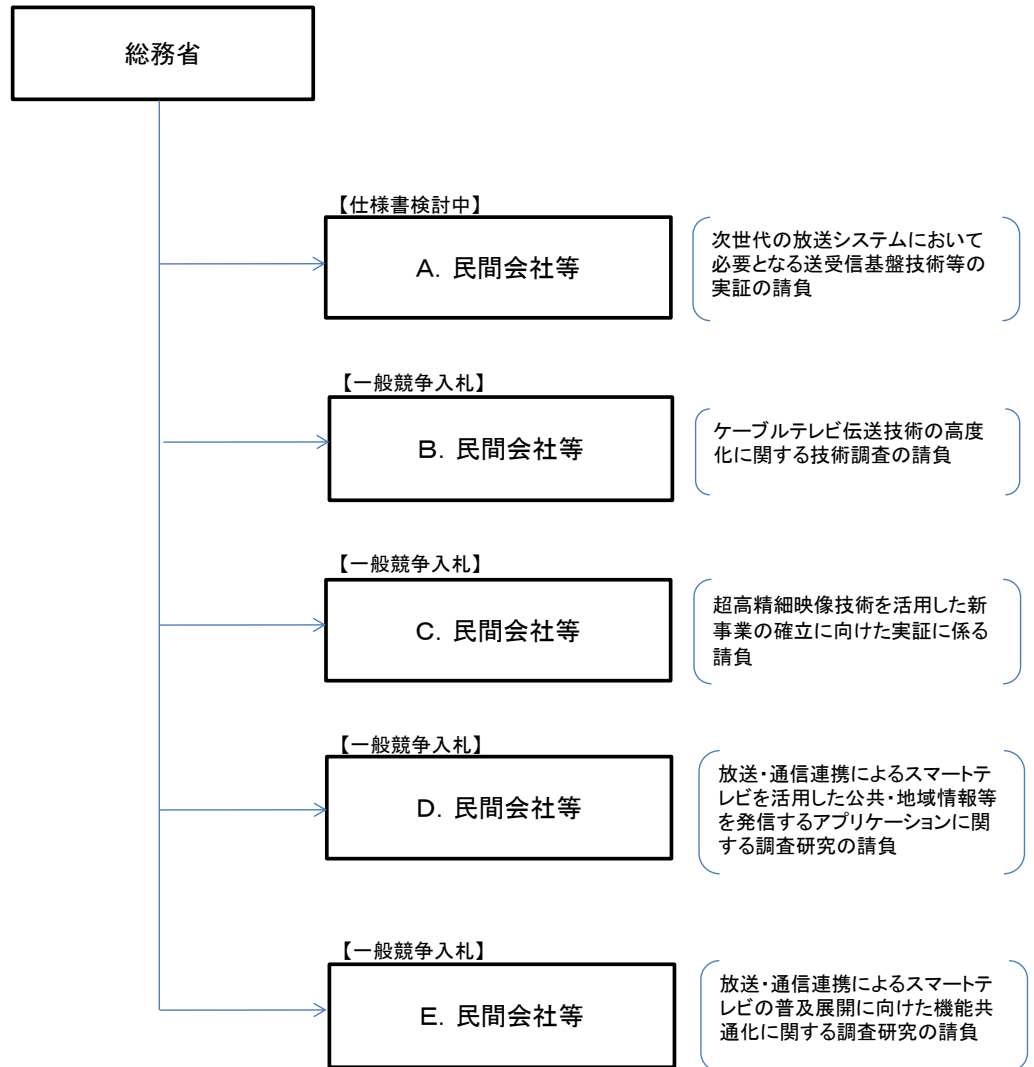 総務省
【仕様書検討中】
A. 民間会社等
次世代の放送システムにおいて
必要となる送受信基盤技術等の
実証の請負
【一般競争入札】
B. 民間会社等
ケーブルテレビ伝送技術の高度
化に関する技術調査の請負
【一般競争入札】
C. 民間会社等
超高精細映像技術を活用した新
事業の確立に向けた実証に係る
請負
【一般競争入札】
D. 民間会社等
放送・通信連携によるスマートテ
レビを活用した公共・地域情報等
を発信するアプリケーションに関
する調査研究の請負
【一般競争入札】
E. 民間会社等
放送・通信連携によるスマートテ
レビの普及展開に向けた機能共
通化に関する調査研究の請負